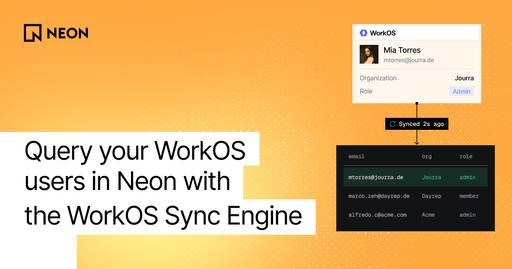 NEON
Query your WorkOS
users in Neon with
the WorkOS Sync Engine
WorkOS
Mia Torres
mtorres@jourra.de
Organization Jourra
Role Admin
Synced 2s ago
email org role
mtorres@jourra.de Jourra admin
marco.zeh@dayrep.de Dayrep member
alfredo.c@acme.com Acme admin